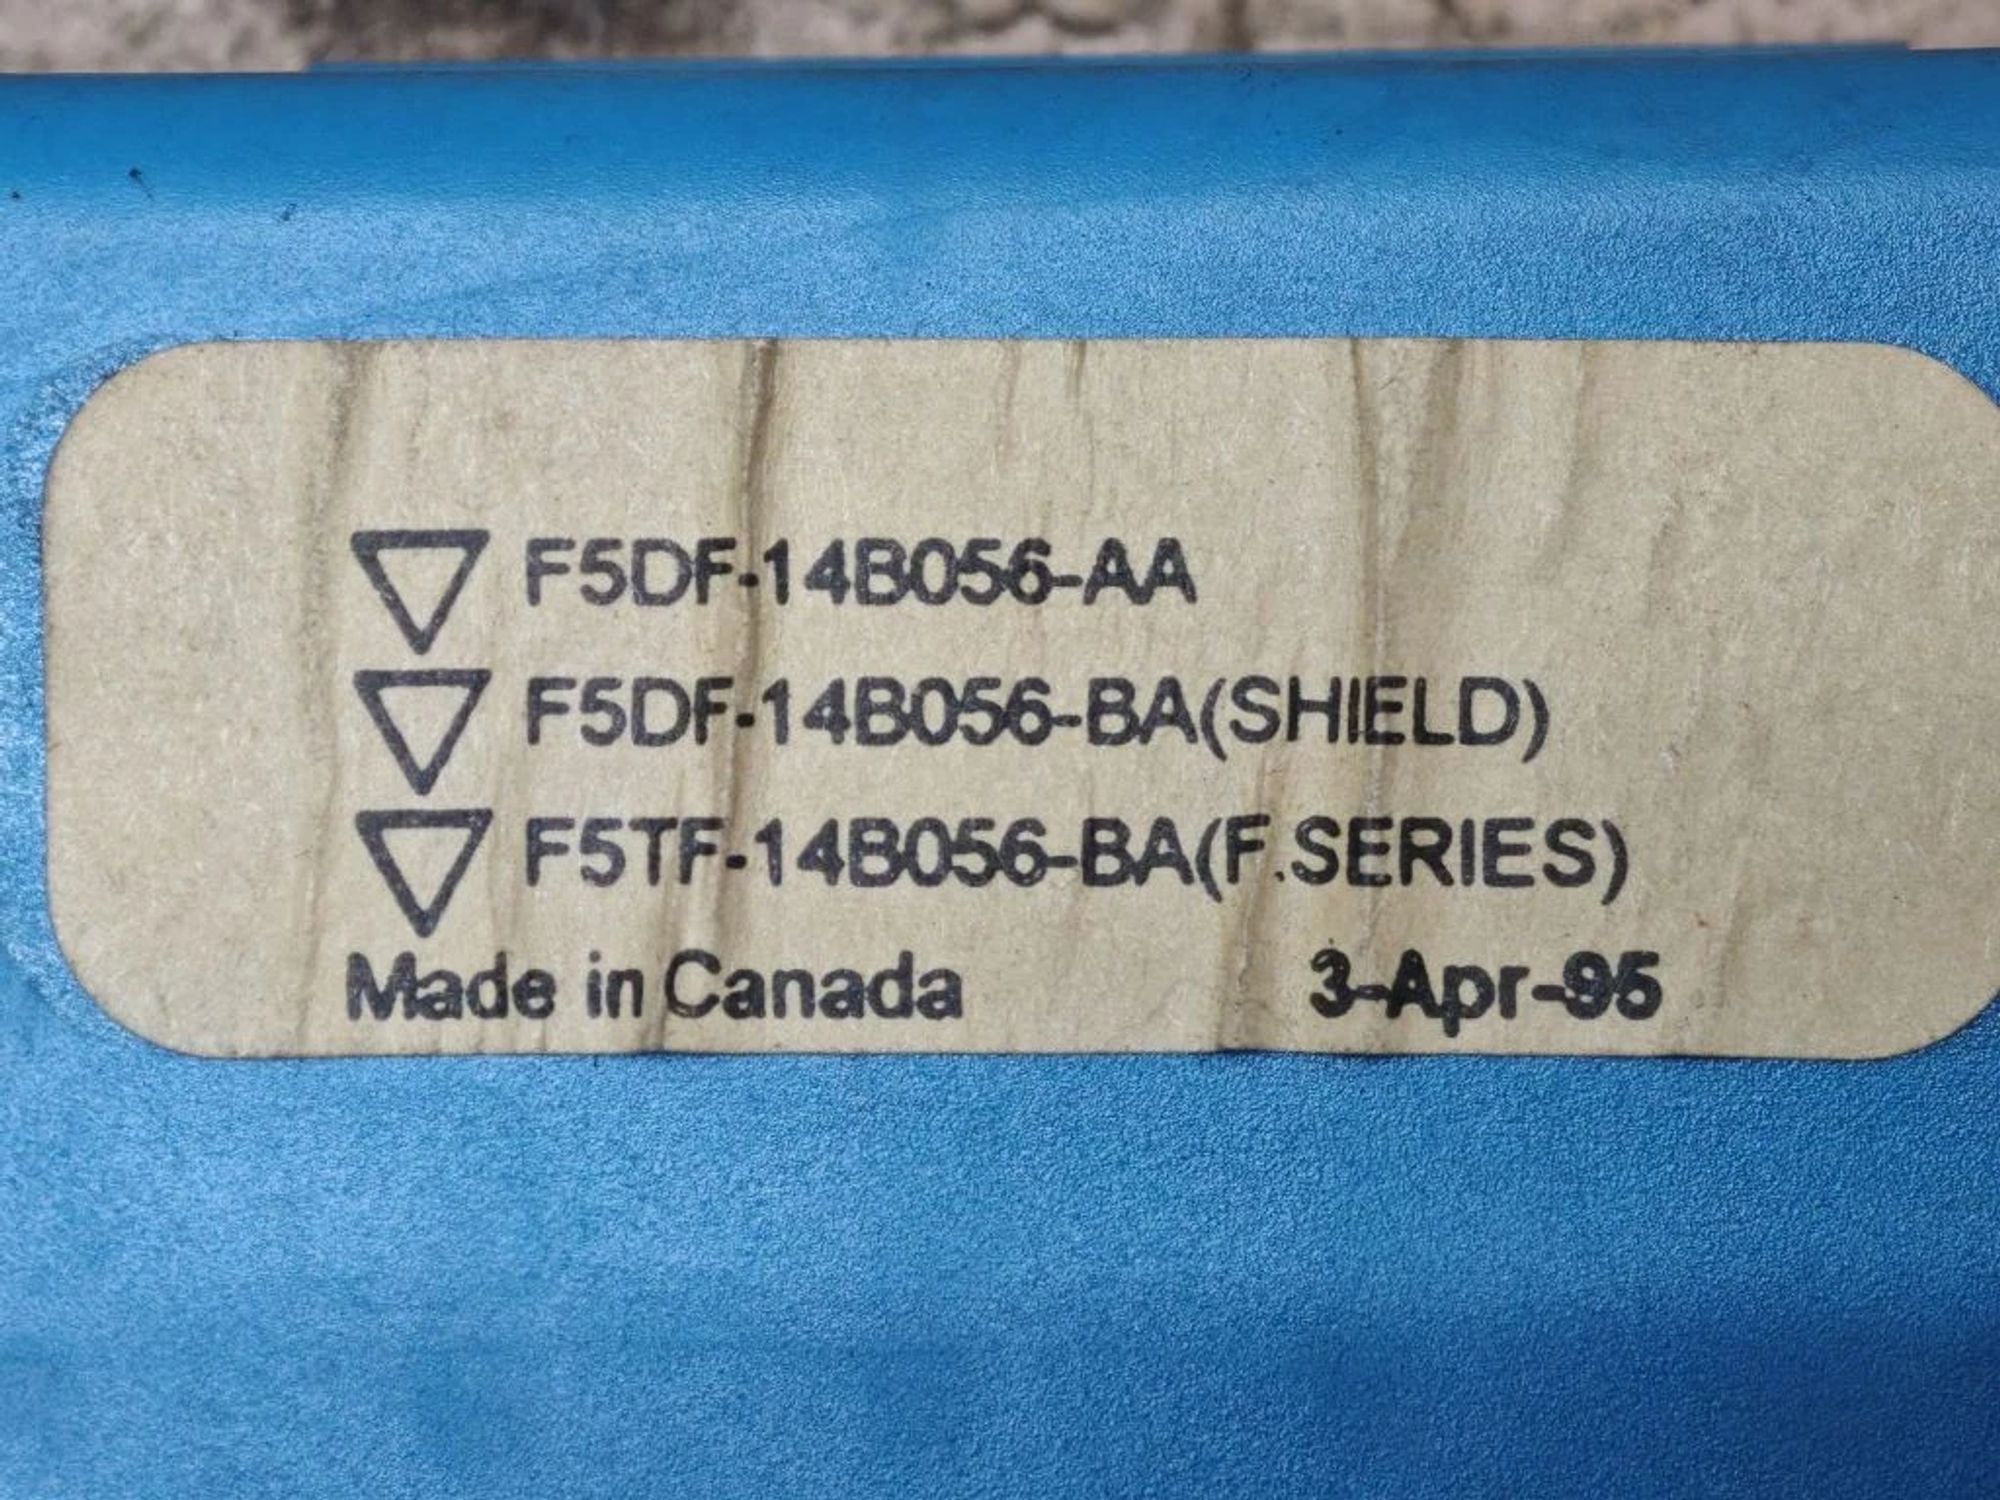 ▽ F5DF-14B056-AA
▽ F5DF-14B056-BA(SHIELD)
▽ F5TF-14B056-BA(F.SERIES)
Made in Canada 3-Apr-95